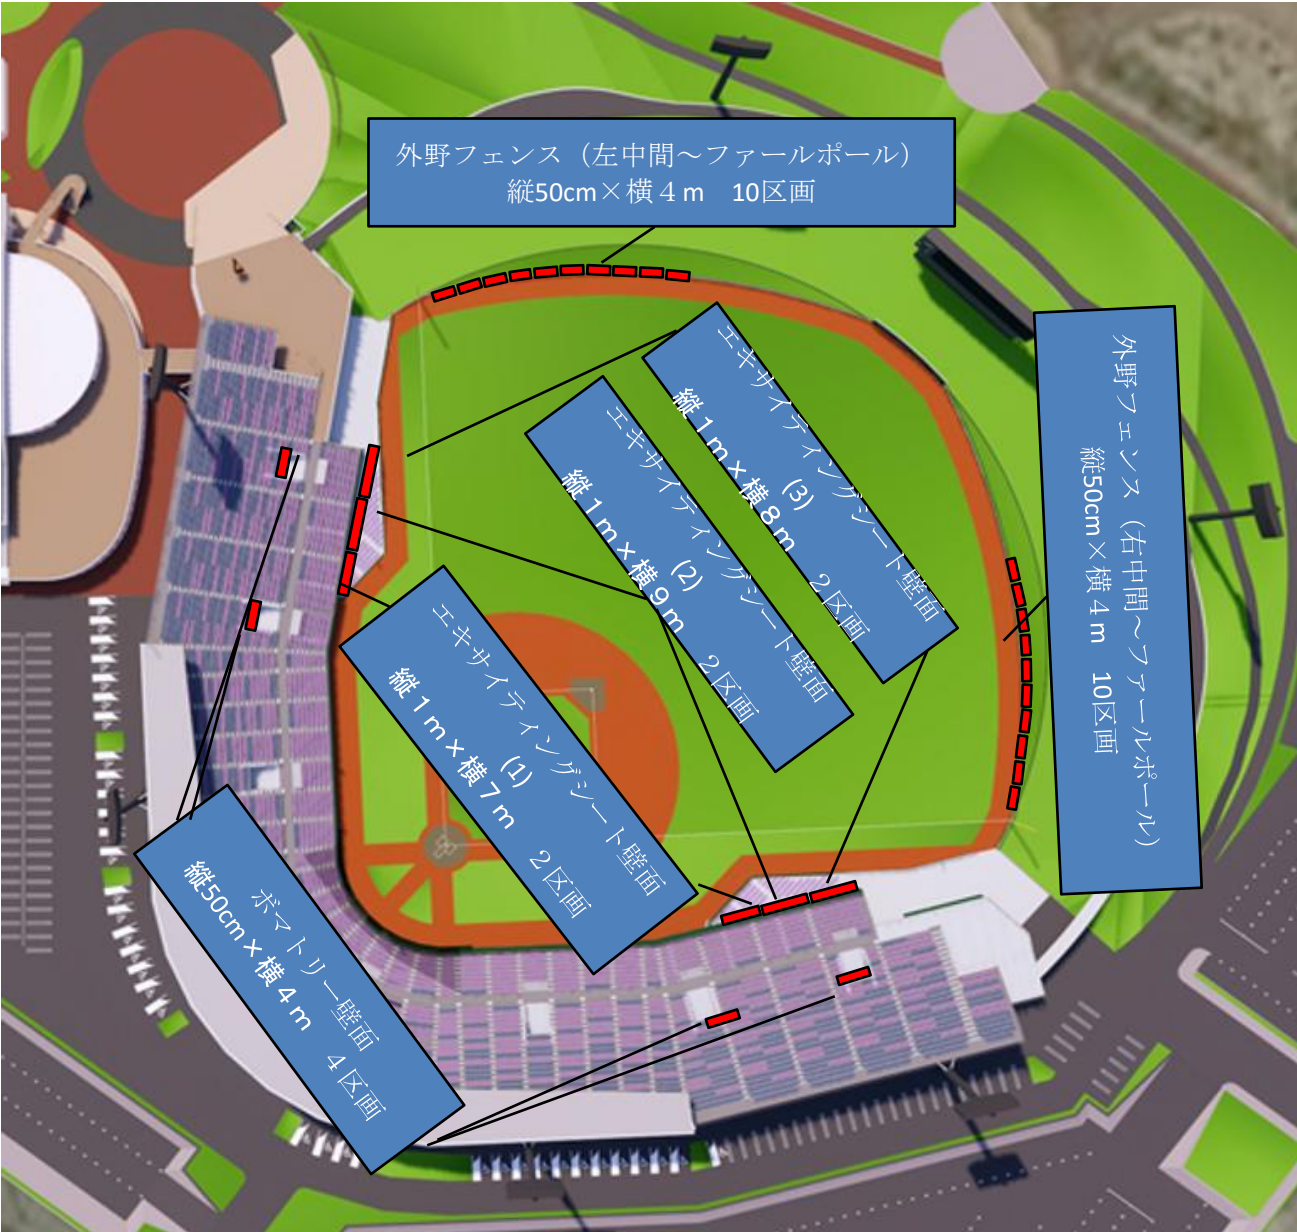 外野フェンス（左中間～ファールポール）
縦50cm×横４ｍ　10区画
エキサイティングシート壁面
(3)
縦１ｍ×横８ｍ　２区画
エキサイティングシート壁面
(2)
縦１ｍ×横９ｍ　２区画
外野フェンス（右中間～ファールポール）
縦50cm×横４ｍ　10区画
エキサイティングシート壁面
(1)
縦１ｍ×横７ｍ　２区画
ボマトリー壁面
縦50cm×横４ｍ　４区画